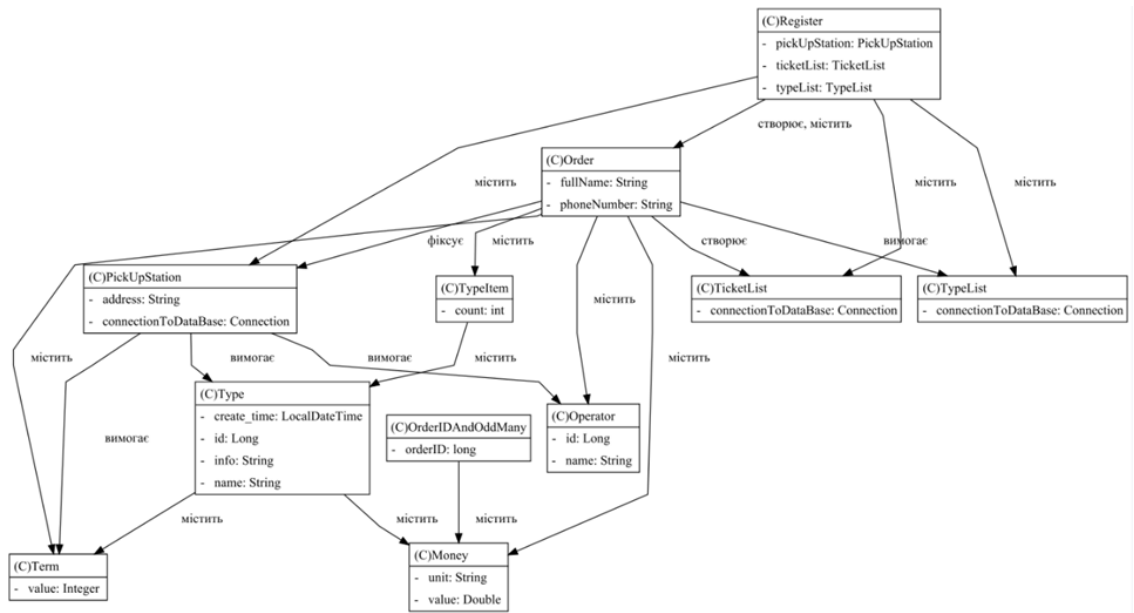 (C)Register
- pickUpStation: PickUpStation
- ticketList: TicketList
- typeList: TypeList
створює, містить
(C)Order
- fullName: String
- phoneNumber: String
містить
містить
містить
фіксує
містить
створює
вимогає
(C)PickUpStation
- address: String
- connectionToDataBase: Connection
(C)TypeItem
- count: int
(C)TicketList
- connectionToDataBase: Connection
(C)TypeList
- connectionToDataBase: Connection
містить
містить
вимогає
вимогає
містить
містить
(C)Type
- create_time: LocalDateTime
- id: Long
- info: String
- name: String
(C)OrderIDAndOddMany
- orderID: long
(C)Operator
- id: Long
- name: String
вимогає
містить
містить
містить
(C)Term
- value: Integer
(C)Money
- unit: String
- value: Double